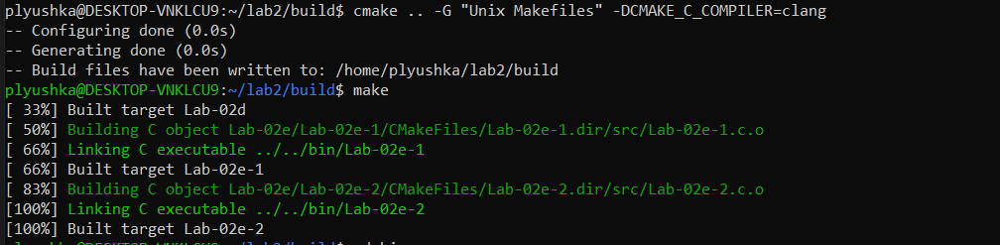 plyushka@DESKTOP-VNKLCU9:~/lab2/build$ cmake .. -G "Unix Makefiles" -DCMAKE_C_COMPILER=clang
-- Configuring done (0.0s)
-- Generating done (0.0s)
-- Build files have been written to: /home/plyushka/lab2/build
plyushka@DESKTOP-VNKLCU9:~/lab2/build$ make
[ 33%] Built target Lab-02d
[ 50%] Building C object Lab-02e/Lab-02e-1/CMakeFiles/Lab-02e-1.dir/src/Lab-02e-1.c.o
[ 66%] Linking C executable ../../bin/Lab-02e-1
[ 66%] Built target Lab-02e-1
[ 83%] Building C object Lab-02e/Lab-02e-2/CMakeFiles/Lab-02e-2.dir/src/Lab-02e-2.c.o
[100%] Linking C executable ../../bin/Lab-02e-2
[100%] Built target Lab-02e-2